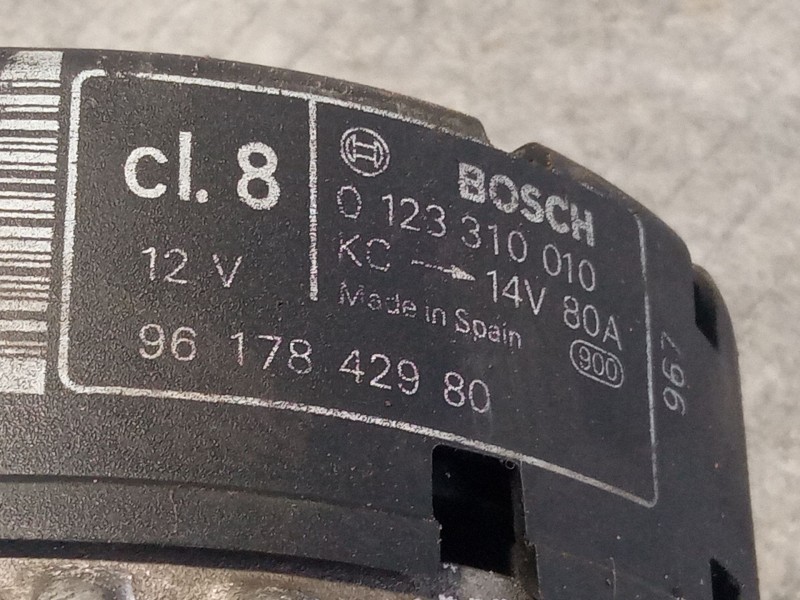 cl. 8
12 V
BOSCH
0 123 310 010
KC → 14V 80A
Made in Spain
900
96 178 429 80
967